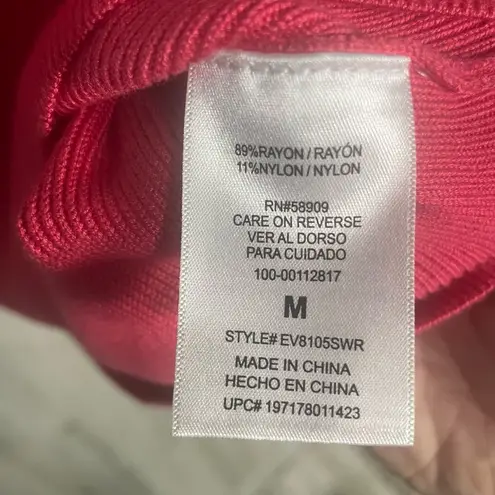 89%RAYON/RAYÓN
11%NYLON/NYLON
RN#58909
CARE ON REVERSE
VER AL DORSO
PARA CUIDADO
100-00112817
M
STYLE# EV8105SWR
MADE IN CHINA
HECHO EN CHINA
UPC# 197178011423